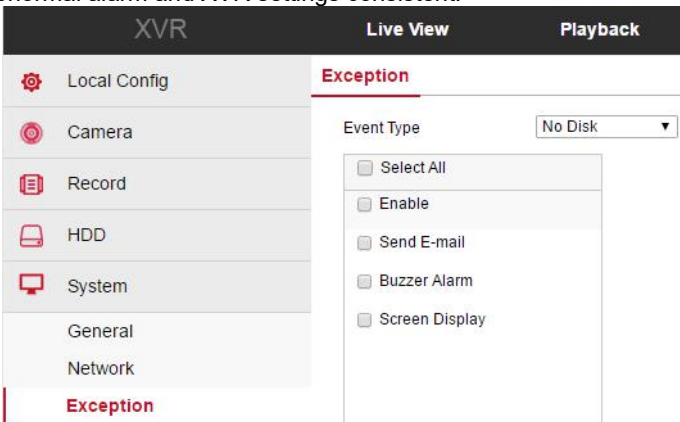 XVR Live View Playback
Local Config
Camera
Record
HDD
System
General
Network
Exception
Exception
Event Type No Disk
Select All
Enable
Send E-mail
Buzzer Alarm
Screen Display